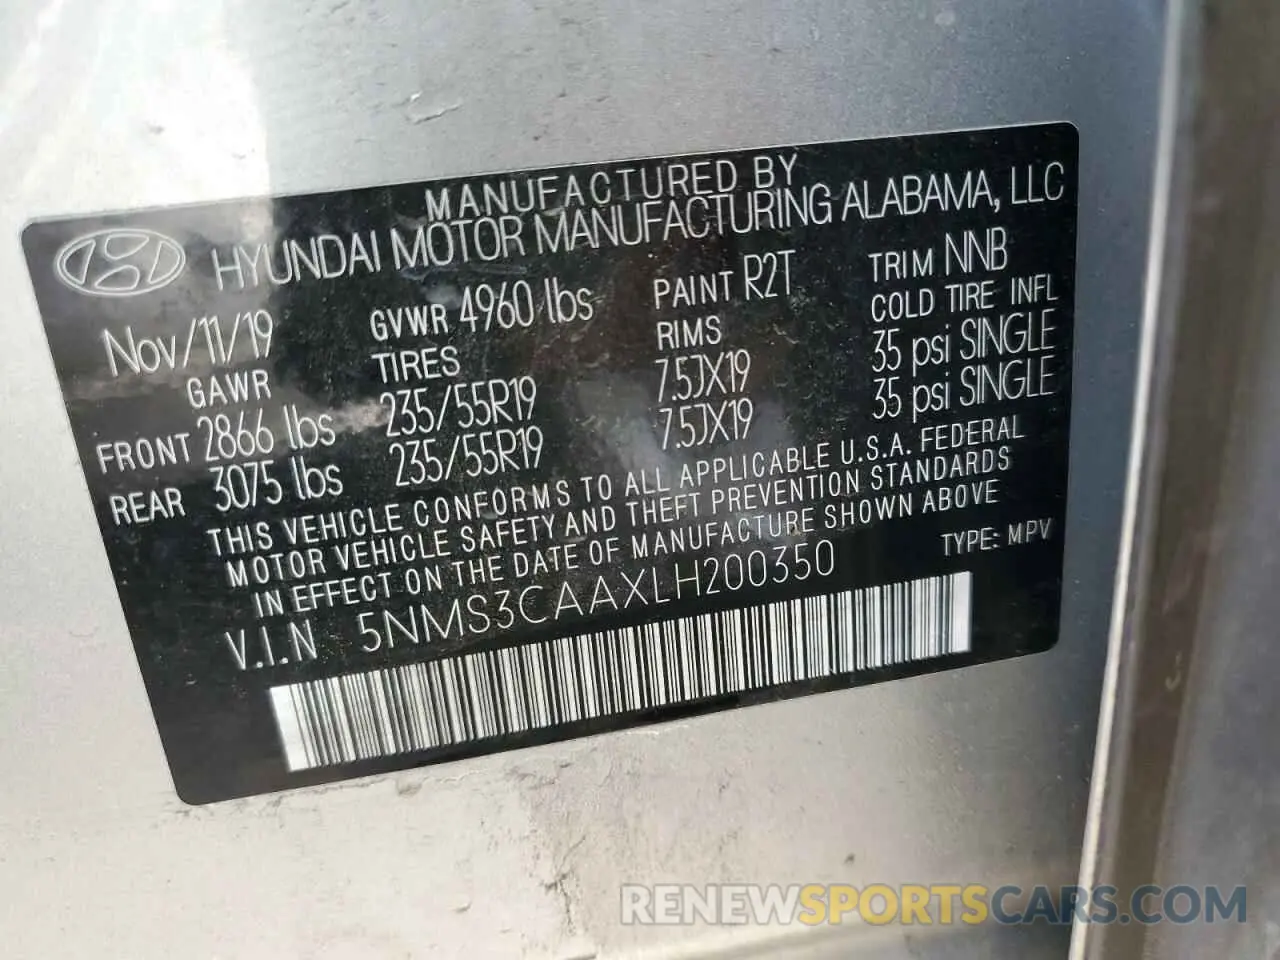 MANUFACTURED BY
HYUNDAI MOTOR MANUFACTURING ALABAMA, LLC
Nov/11/19 GVWR 4960 lbs PAINT R2T TRIM NNB
GAWR TIRES RIMS COLD TIRE INFL
FRONT 2866 lbs 235/55R19 7.5JX19 35 psi SINGLE
REAR 3075 lbs 235/55R19 7.5JX19 35 psi SINGLE
THIS VEHICLE CONFORMS TO ALL APPLICABLE U.S.A. FEDERAL
MOTOR VEHICLE SAFETY AND THEFT PREVENTION STANDARDS
IN EFFECT ON THE DATE OF MANUFACTURE SHOWN ABOVE
V.I.N 5NMS3CAAXLH200350 TYPE: MPV
RENEWSPORTSCARS.COM